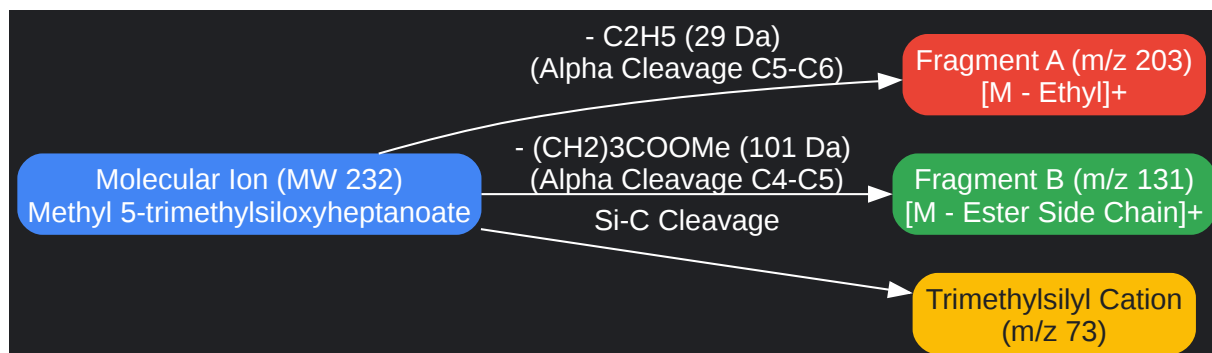 - C2H5 (29 Da)
(Alpha Cleavage C5-C6)
Fragment A (m/z 203)
[M - Ethyl]+
- (CH2)3COOMe (101 Da)
(Alpha Cleavage C4-C5)
Molecular Ion (MW 232)
Methyl 5-trimethylsiloxyheptanoate
Fragment B (m/z 131)
[M - Ester Side Chain]+
Si-C Cleavage
Trimethylsilyl Cation
(m/z 73)